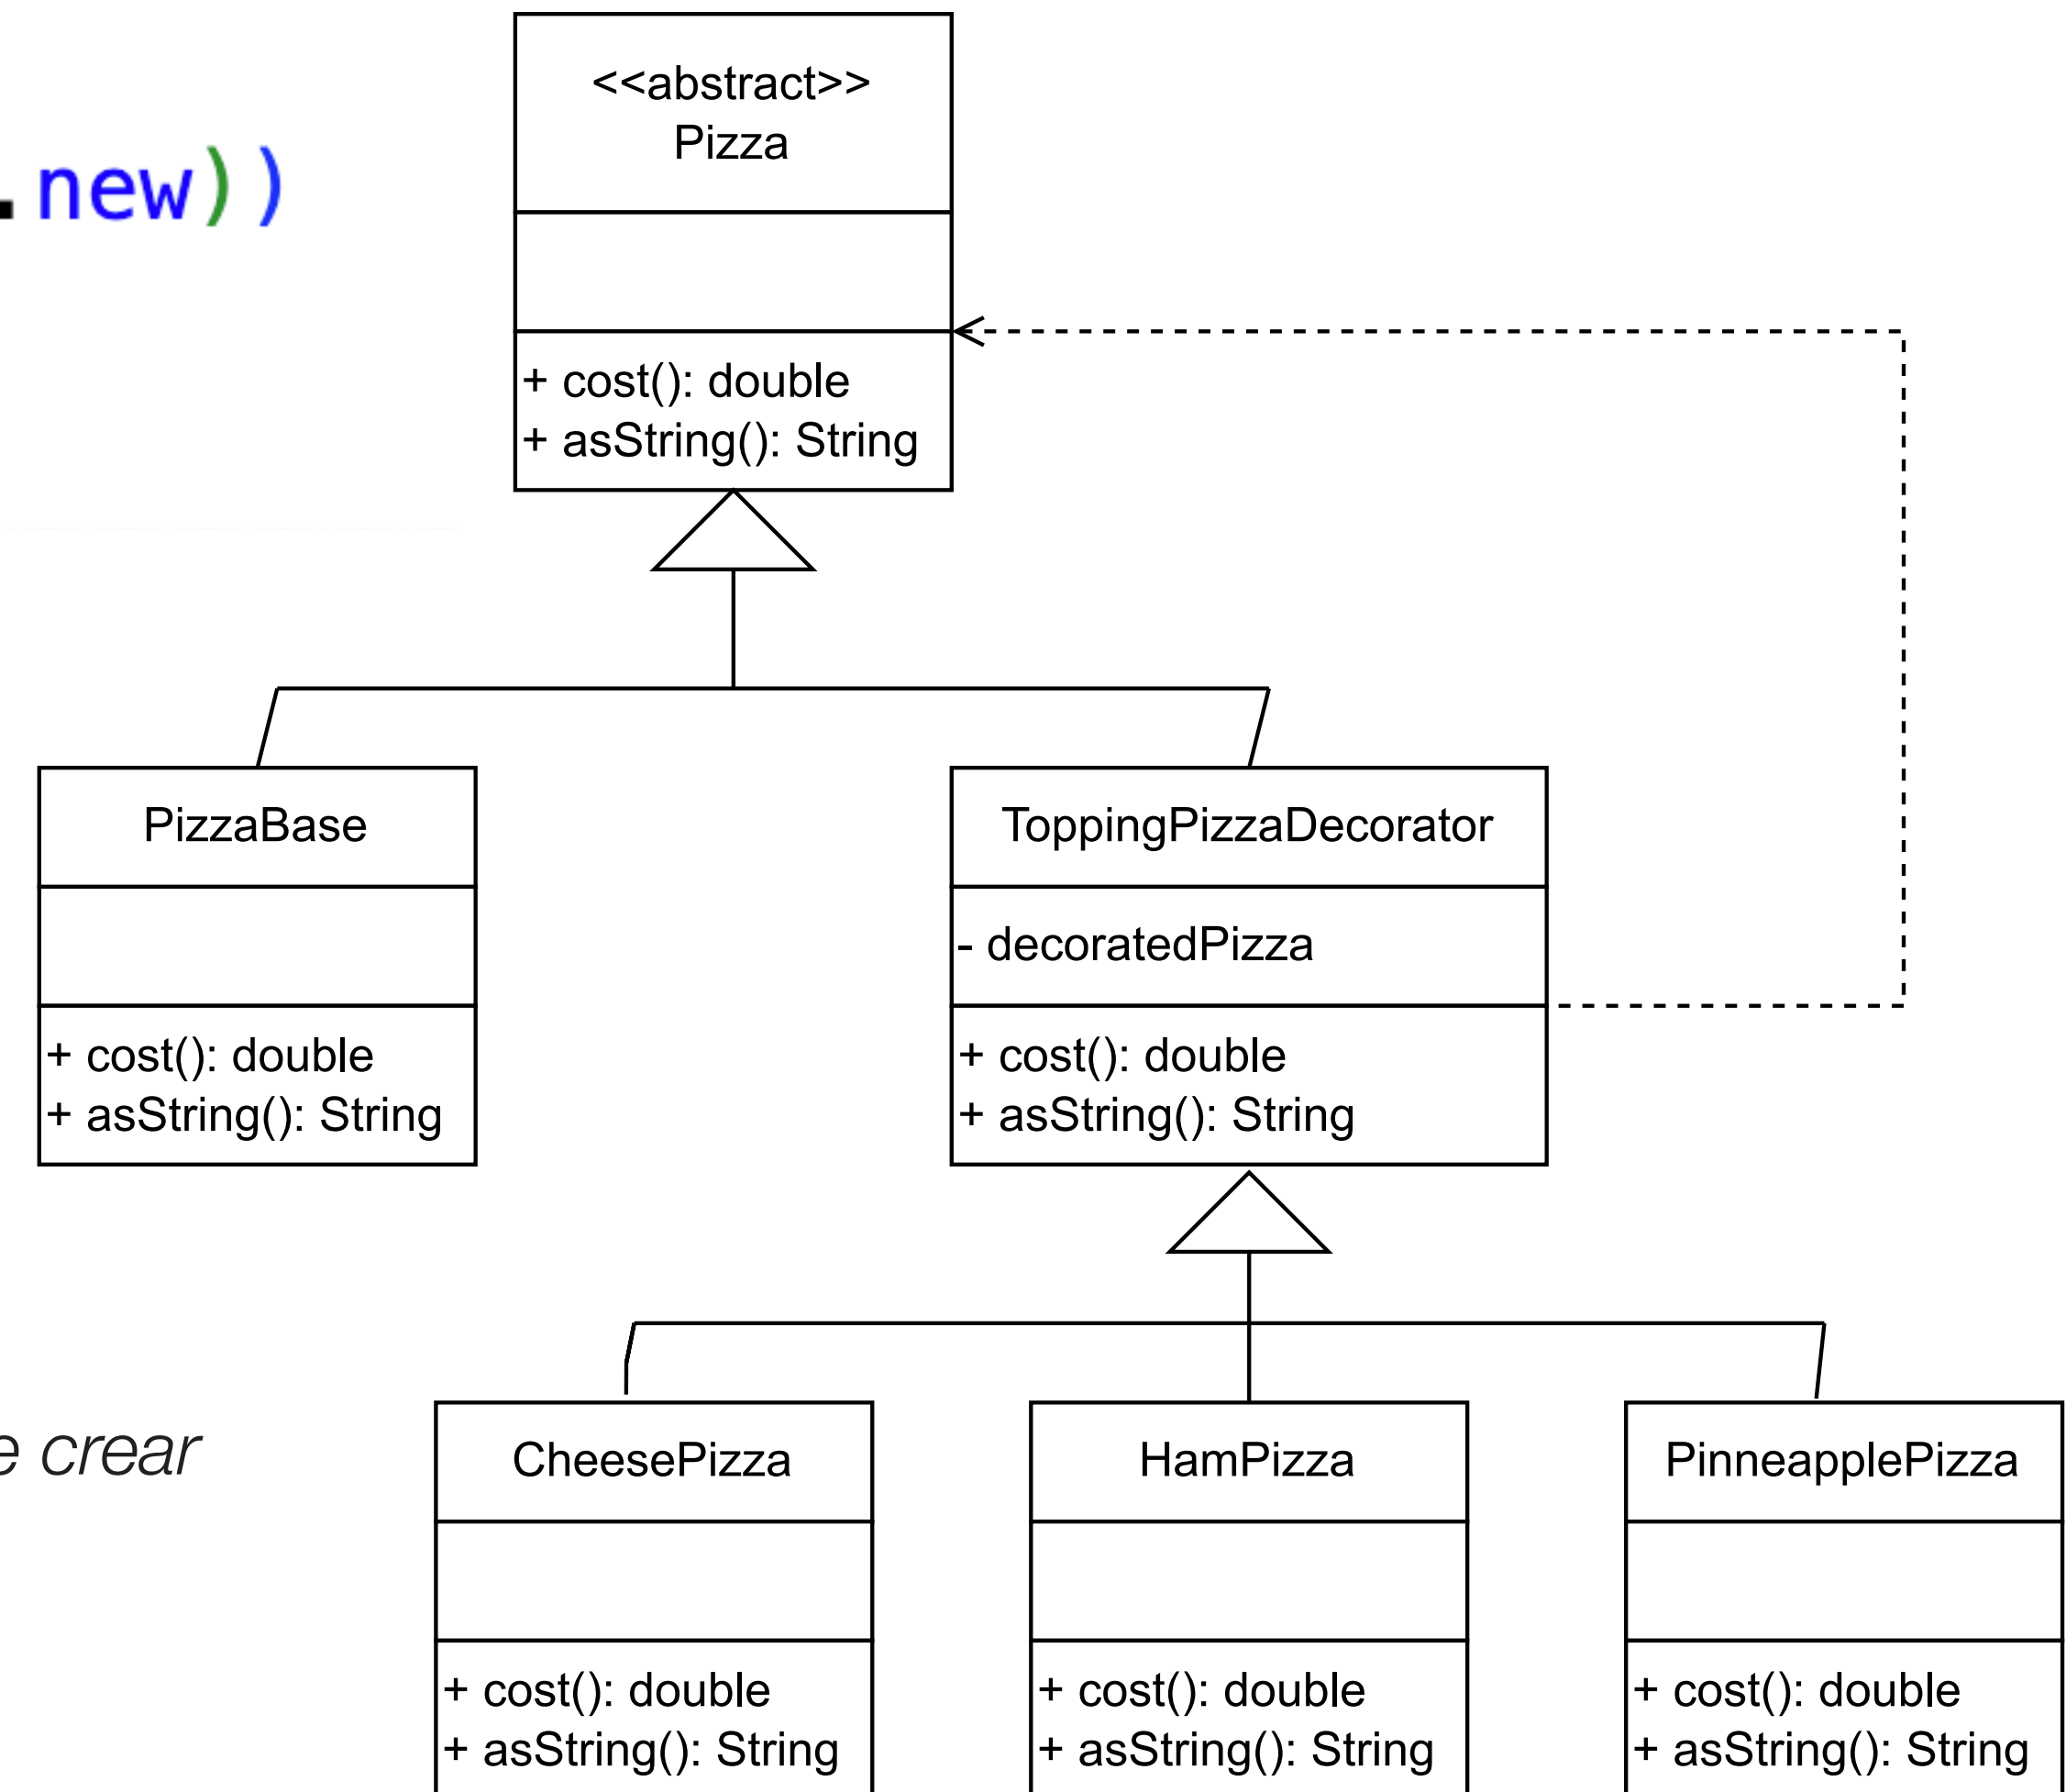 <<abstract>>
Pizza
.new))
+ cost(): double
+ asString(): String
PizzaBase
+ cost(): double
+ asString(): String
ToppingPizzaDecorator
- decoratedPizza
+ cost(): double
+ asString(): String
crear
CheesePizza
+ cost(): double
+ asString(): String
HamPizza
+ cost(): double
+ asString(): String
PinneapplePizza
+ cost(): double
+ asString(): String